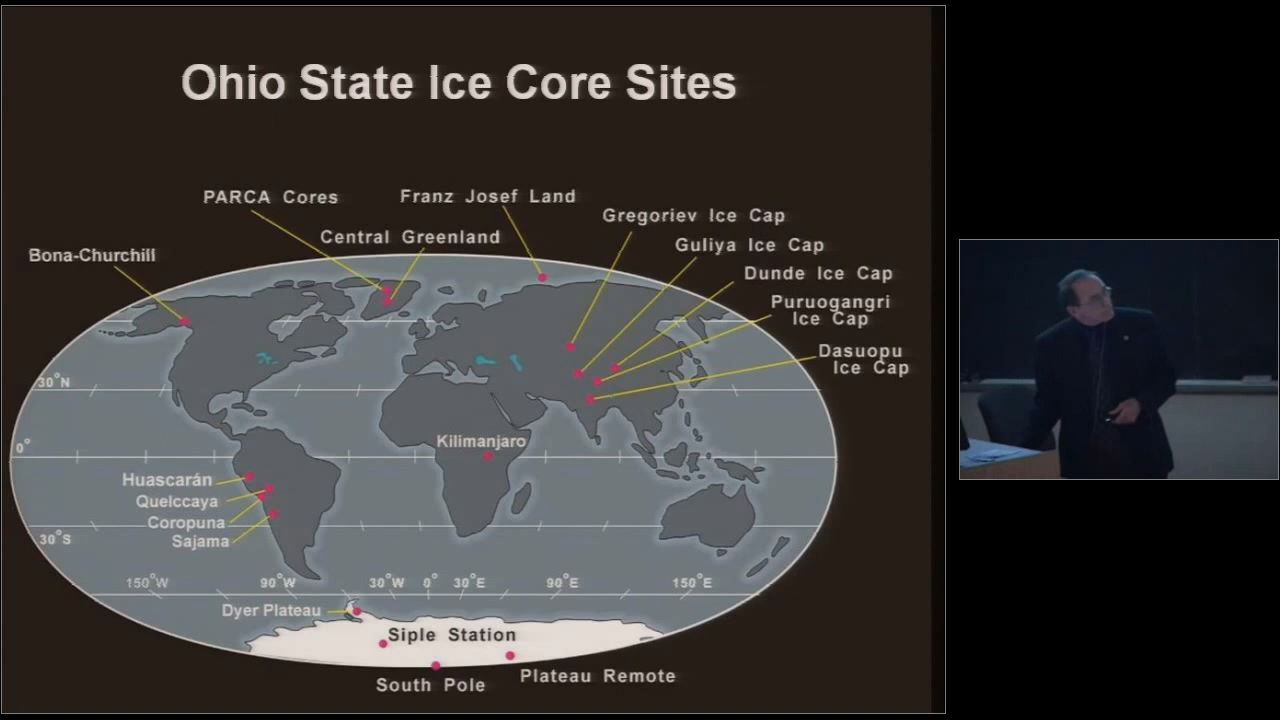 Ohio State Ice Core Sites
PARCA Cores
Franz Josef Land
Gregoriev Ice Cap
Central Greenland
Guliya Ice Cap
Bona-Churchill
Dunde Ice Cap
Puruogangri
Ice Cap
Dasuopu
Ice Cap
30°N
0°
Kilimanjaro
Huascarán
Quelccaya
Coropuna
Sajama
30°S
150°W
90°W
30°W
0°
30°E
90°E
150°E
Dyer Plateau
Siple Station
South Pole
Plateau Remote